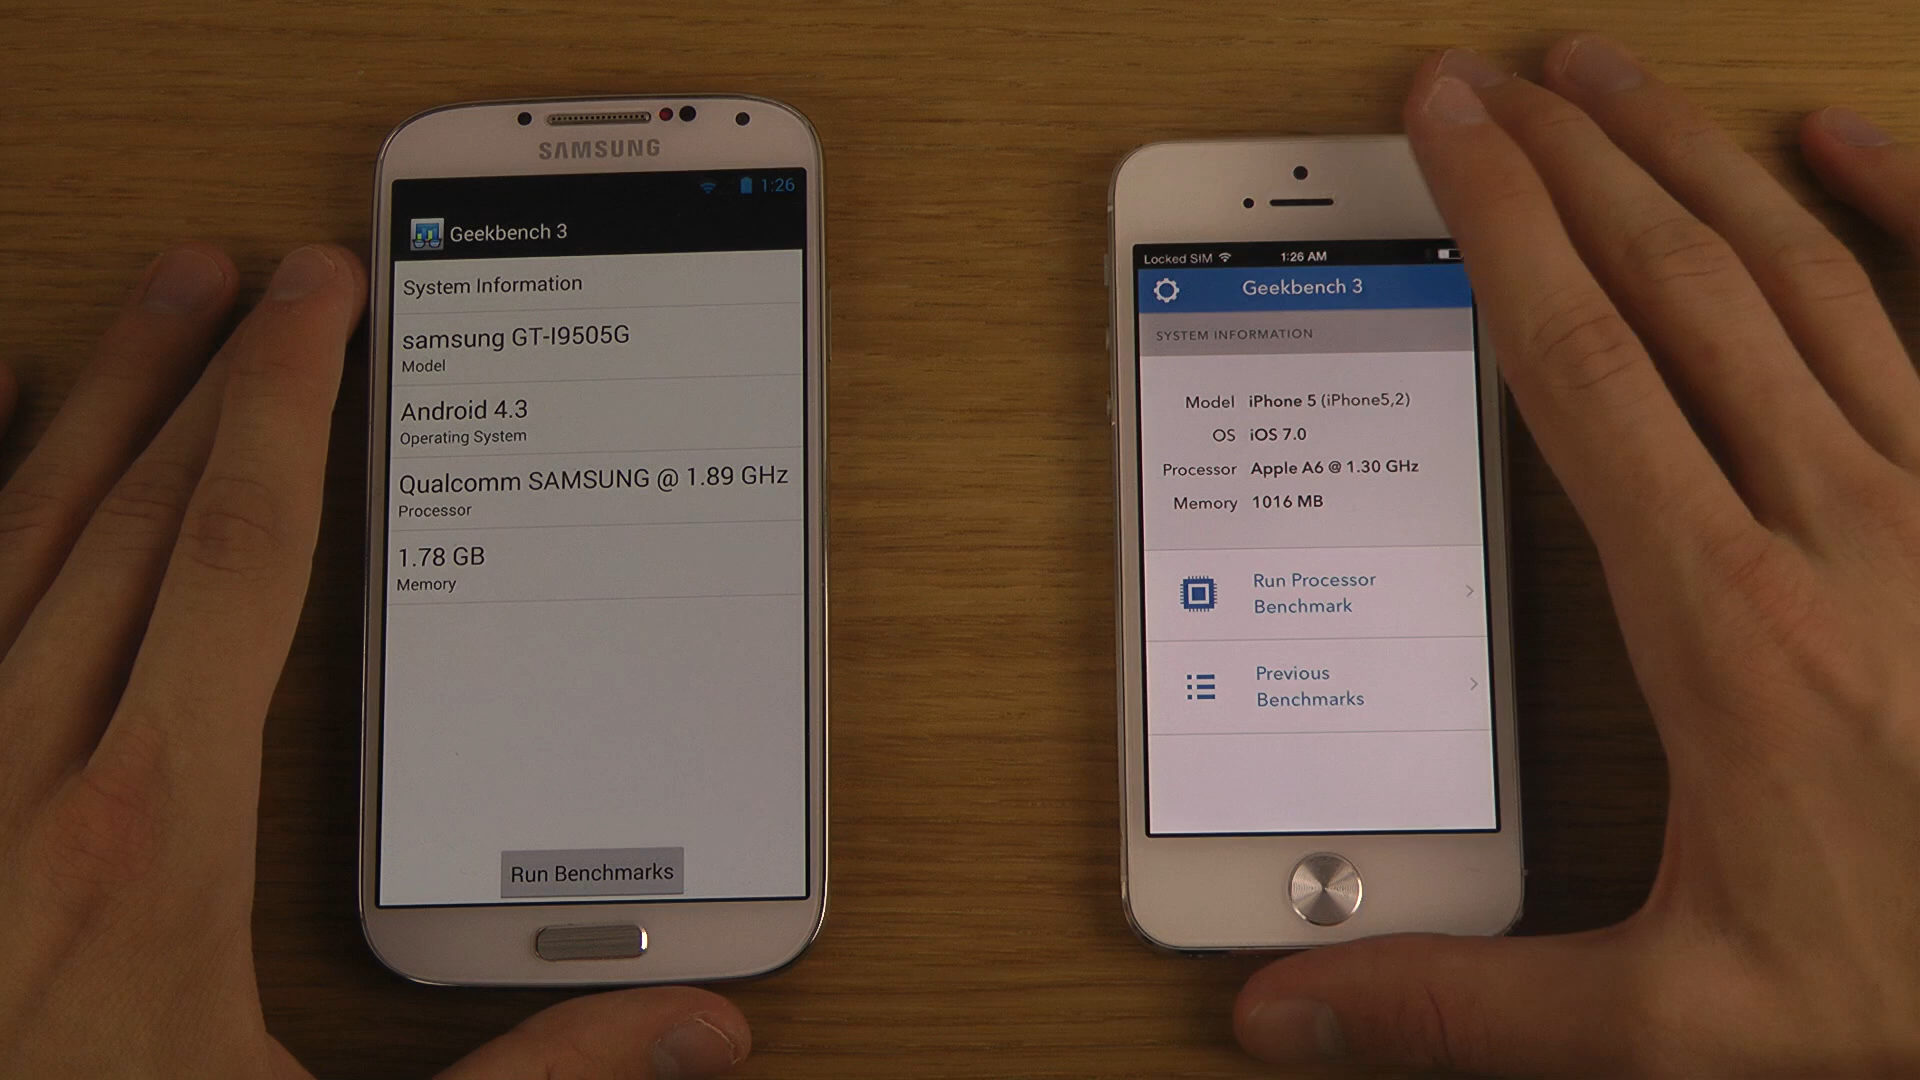 SAMSUNG
1:26
Geekbench 3
System Information
samsung GT-I9505G
Model
Android 4.3
Operating System
Qualcomm SAMSUNG @ 1.89 GHz
Processor
1.78 GB
Memory
Run Benchmarks
Locked SIM 1:26 AM
Geekbench 3
SYSTEM INFORMATION
Model iPhone 5 (iPhone5,2)
OS iOS 7.0
Processor Apple A6 @ 1.30 GHz
Memory 1016 MB
Run Processor
Benchmark
Previous
Benchmarks